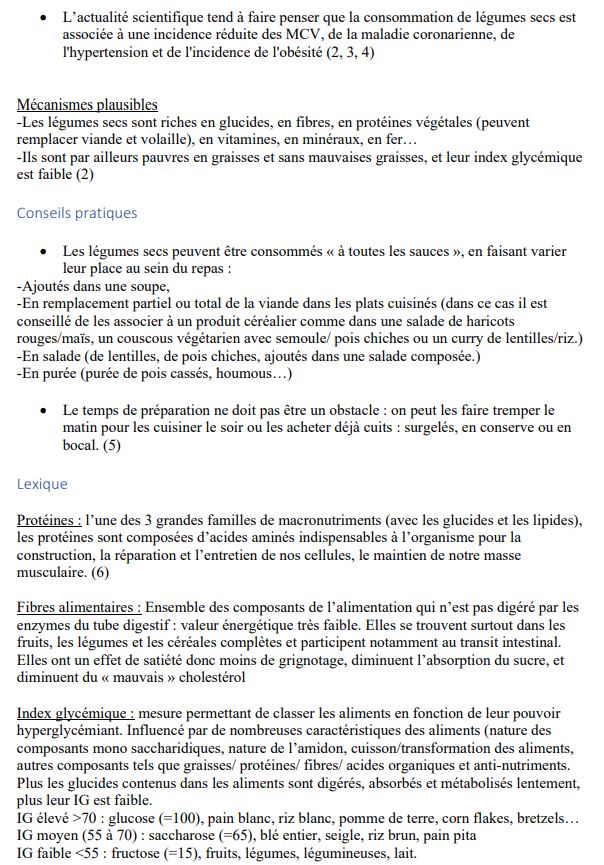 • L’actualité scientifique tend à faire penser que la consommation de légumes secs est
associée à une incidence réduite des MCV, de la maladie coronarienne, de
l'hypertension et de l'incidence de l'obésité (2, 3, 4)
Mécanismes plausibles
-Les légumes secs sont riches en glucides, en fibres, en protéines végétales (peuvent
remplacer viande et volaille), en vitamines, en minéraux, en fer…
-Ils sont par ailleurs pauvres en graisses et sans mauvaises graisses, et leur index glycémique
est faible (2)
Conseils pratiques
• Les légumes secs peuvent être consommés « à toutes les sauces », en faisant varier
leur place au sein du repas :
-Ajoutés dans une soupe,
-En remplacement partiel ou total de la viande dans les plats cuisinés (dans ce cas il est
conseillé de les associer à un produit céréalier comme dans une salade de haricots
rouges/maïs, un couscous végétarien avec semoule/ pois chiches ou un curry de lentilles/riz.)
-En salade (de lentilles, de pois chiches, ajoutés dans une salade composée.)
-En purée (purée de pois cassés, houmous…)
• Le temps de préparation ne doit pas être un obstacle : on peut les faire tremper le
matin pour les cuisiner le soir ou les acheter déjà cuits : surgelés, en conserve ou en
bocal. (5)
Lexique
Protéines : l’une des 3 grandes familles de macronutriments (avec les glucides et les lipides),
les protéines sont composées d’acides aminés indispensables à l’organisme pour la
construction, la réparation et l’entretien de nos cellules, le maintien de notre masse
musculaire. (6)
Fibres alimentaires : Ensemble des composants de l’alimentation qui n’est pas digéré par les
enzymes du tube digestif : valeur énergétique très faible. Elles se trouvent surtout dans les
fruits, les légumes et les céréales complètes et participent notamment au transit intestinal.
Elles ont un effet de satiété donc moins de grignotage, diminuent l’absorption du sucre, et
diminuent du « mauvais » cholestérol
Index glycémique : mesure permettant de classer les aliments en fonction de leur pouvoir
hyperglycémiant. Influencé par de nombreuses caractéristiques des aliments (nature des
composants mono saccharidiques, nature de l’amidon, cuisson/transformation des aliments,
autres composants tels que graisses/ protéines/ fibres/ acides organiques et anti-nutriments.
Plus les glucides contenus dans les aliments sont digérés, absorbés et métabolisés lentement,
plus leur IG est faible.
IG élevé >70 : glucose (=100), pain blanc, riz blanc, pomme de terre, corn flakes, bretzels…
IG moyen (55 à 70) : saccharose (=65), blé entier, seigle, riz brun, pain pita
IG faible <55 : fructose (=15), fruits, légumes, légumineuses, lait.